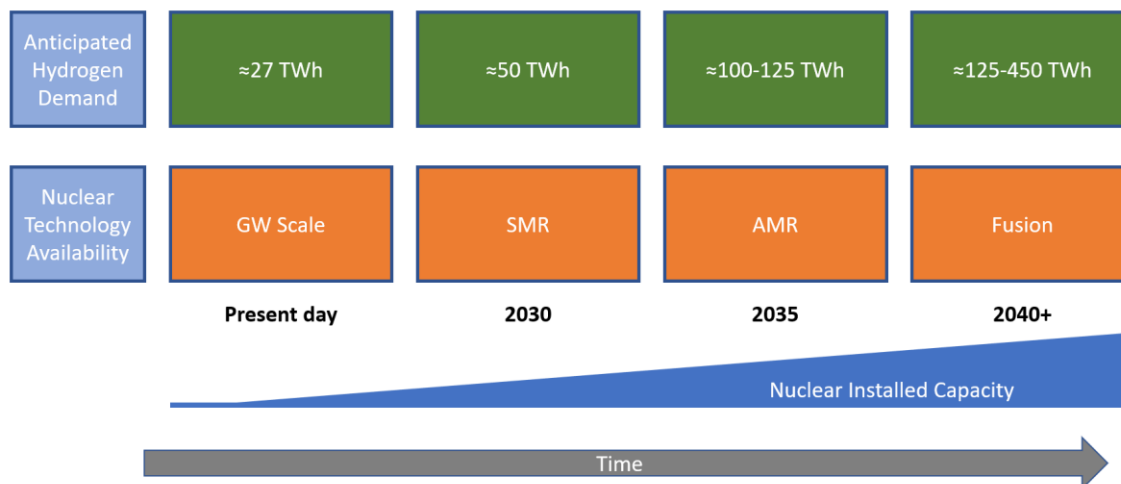 Anticipated
Hydrogen
Demand
≈27 TWh
≈50 TWh
≈100-125 TWh
≈125-450 TWh
Nuclear
Technology
Availability
GW Scale
SMR
AMR
Fusion
Present day
2030
2035
2040+
Nuclear Installed Capacity
Time